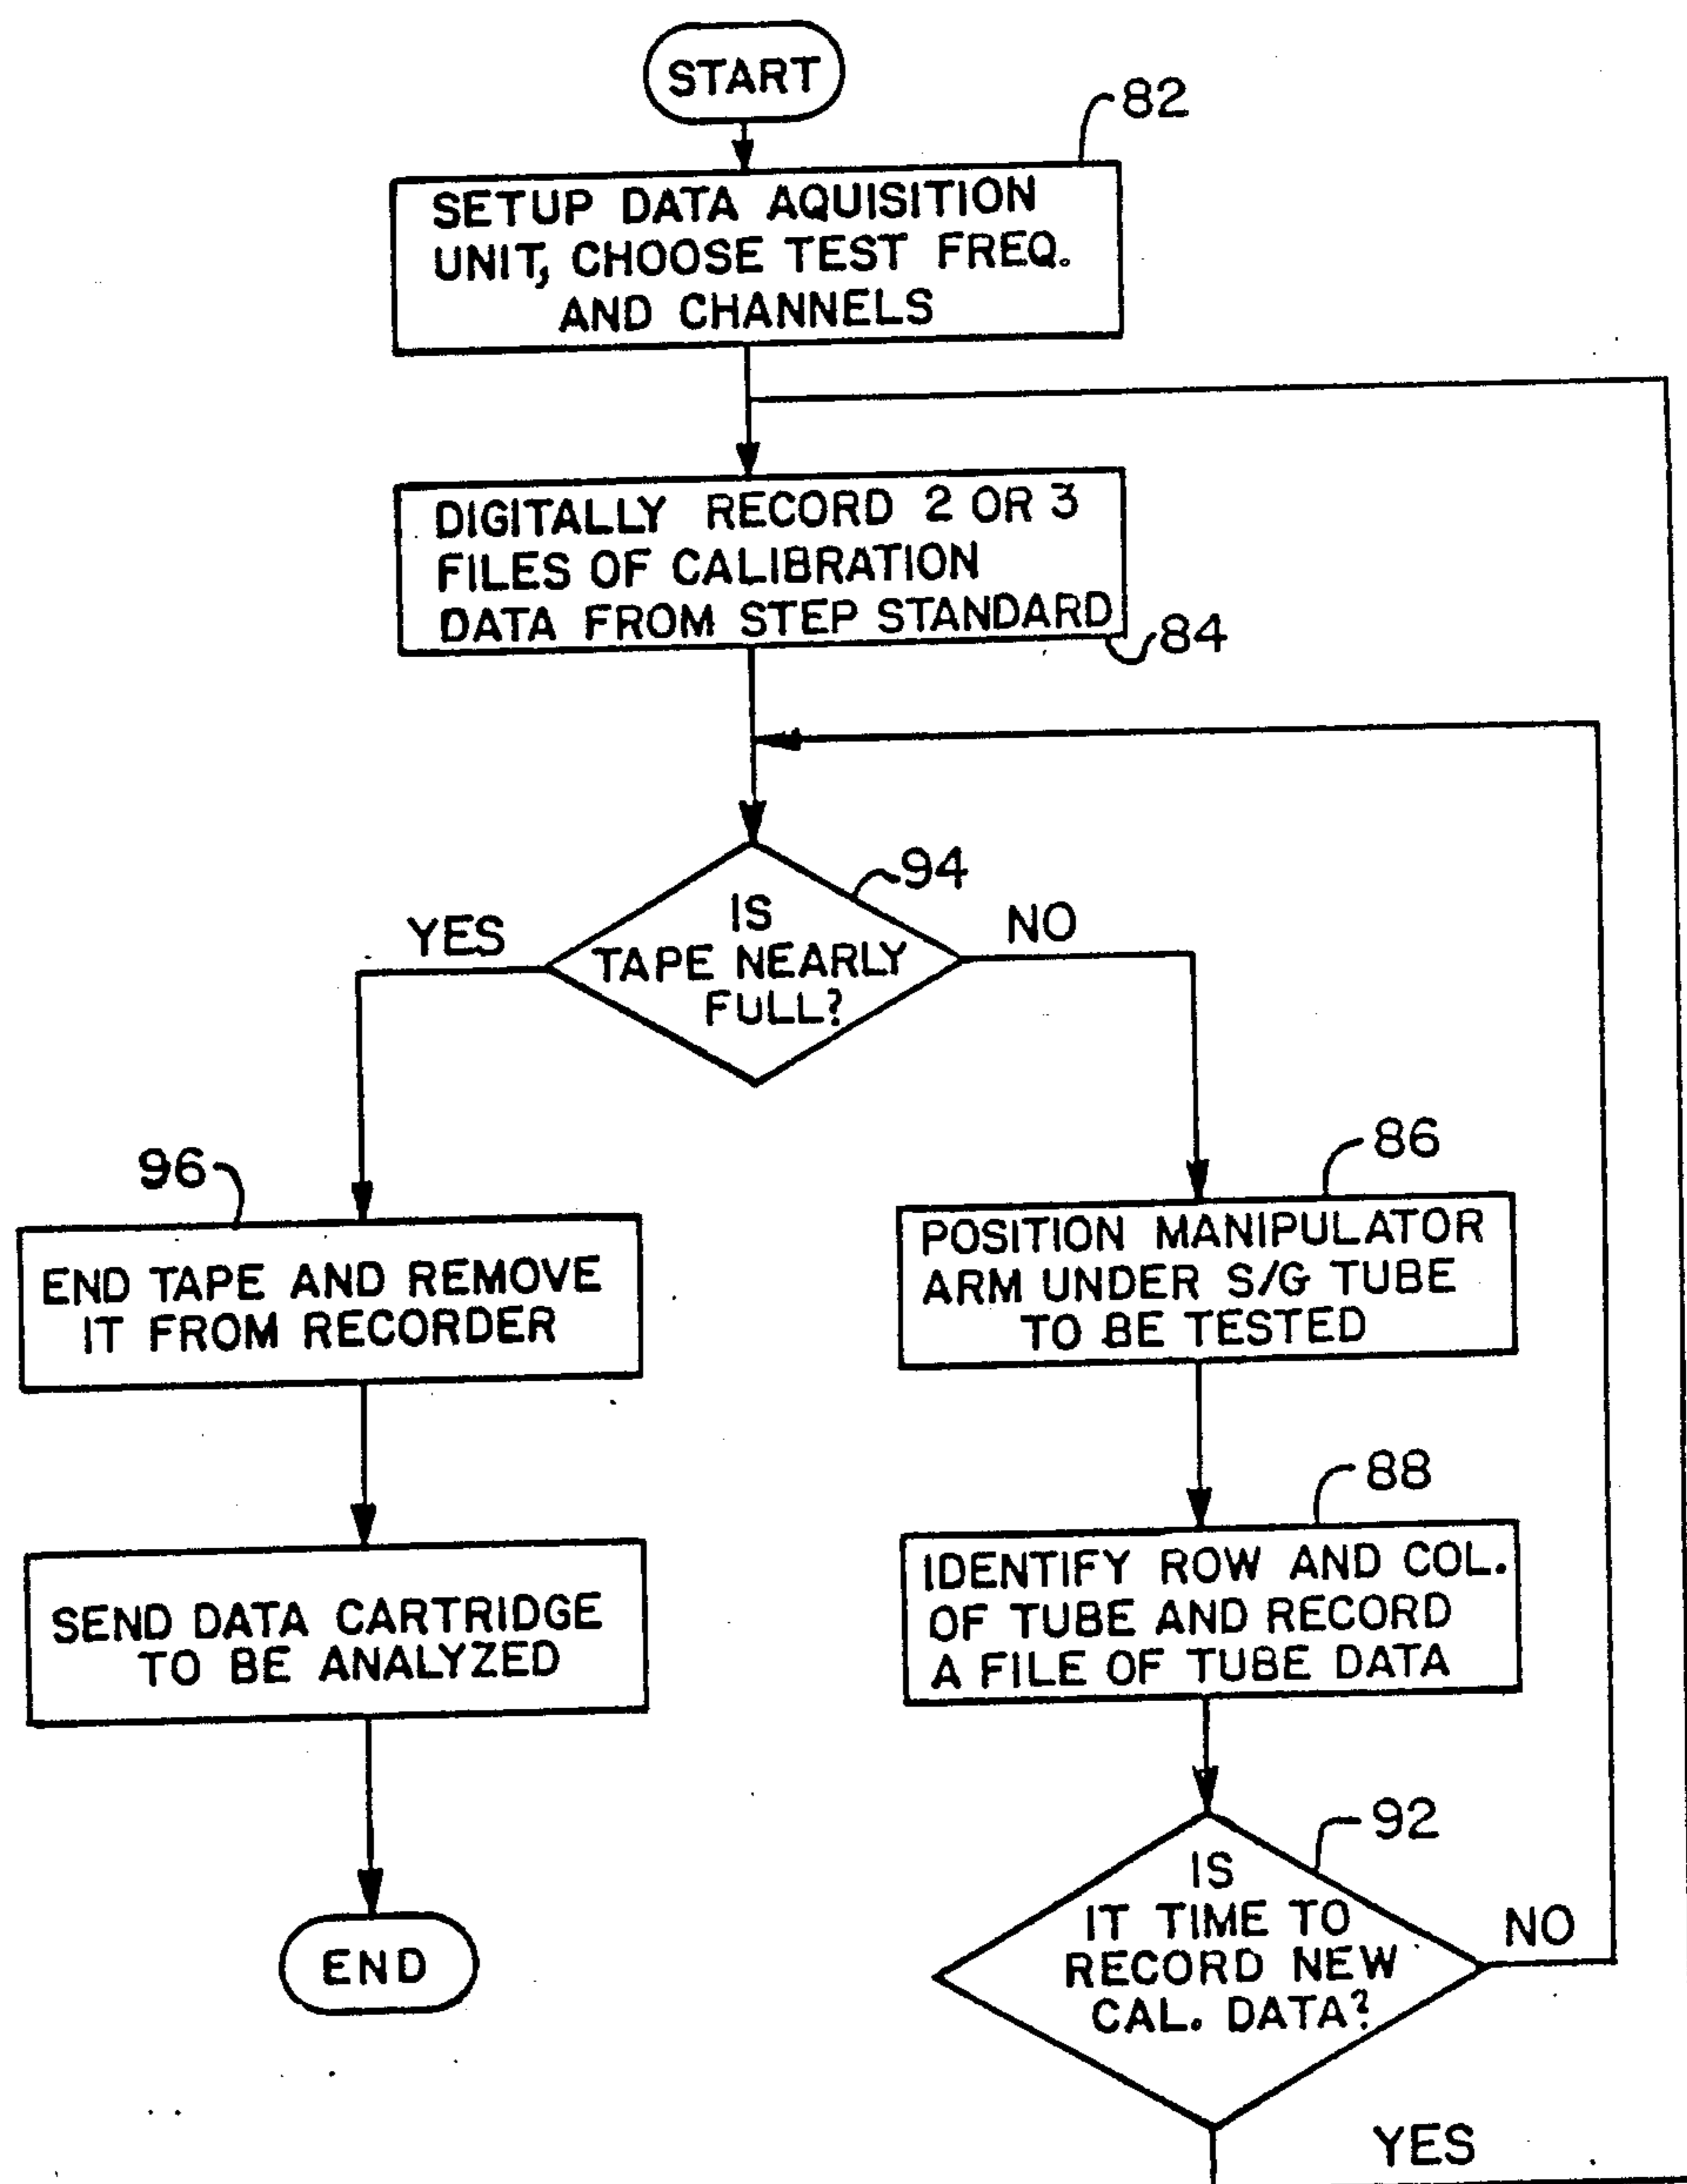 START
82
SETUP DATA AQUISITION
UNIT, CHOOSE TEST FREQ.
AND CHANNELS
DIGITALLY RECORD 2 OR 3
FILES OF CALIBRATION
DATA FROM STEP STANDARD
84
94
IS
TAPE NEARLY
FULL?
YES
NO
96
END TAPE AND REMOVE
IT FROM RECORDER
SEND DATA CARTRIDGE
TO BE ANALYZED
END
86
POSITION MANIPULATOR
ARM UNDER S/G TUBE
TO BE TESTED
88
IDENTIFY ROW AND COL.
OF TUBE AND RECORD
A FILE OF TUBE DATA
92
IS
IT TIME TO
RECORD NEW
CAL. DATA?
NO
YES